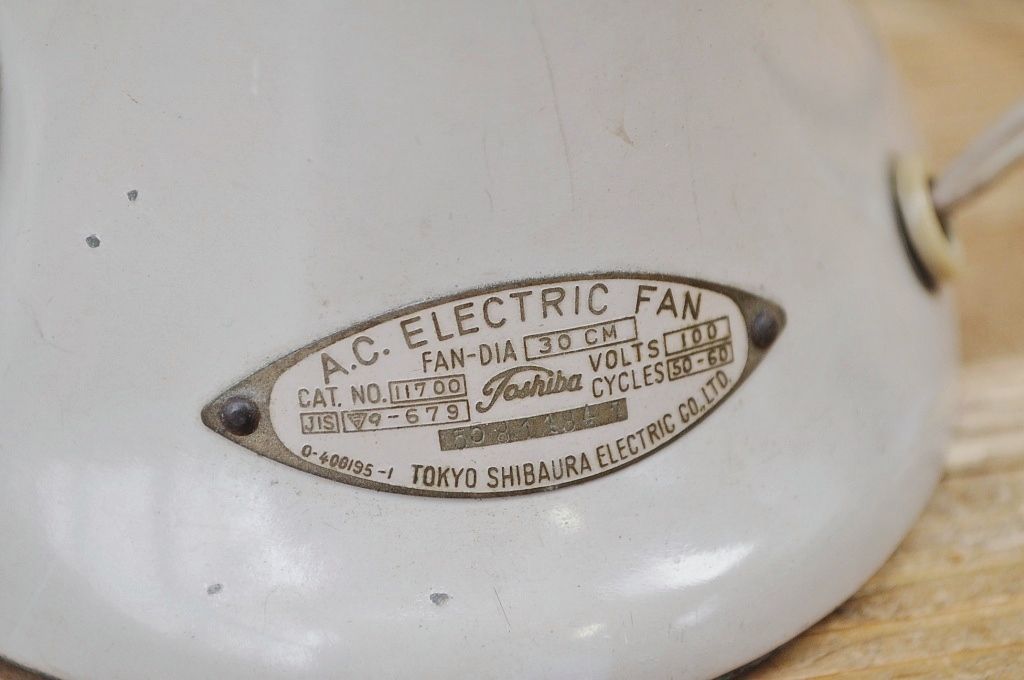 A.C. ELECTRIC FAN
FAN-DIA 30 CM
CAT. NO. 11700 Toshiba VOLTS 100
JIS 9-679 CYCLES 50-60
0-408195-1 TOKYO SHIBAURA ELECTRIC CO., LTD.